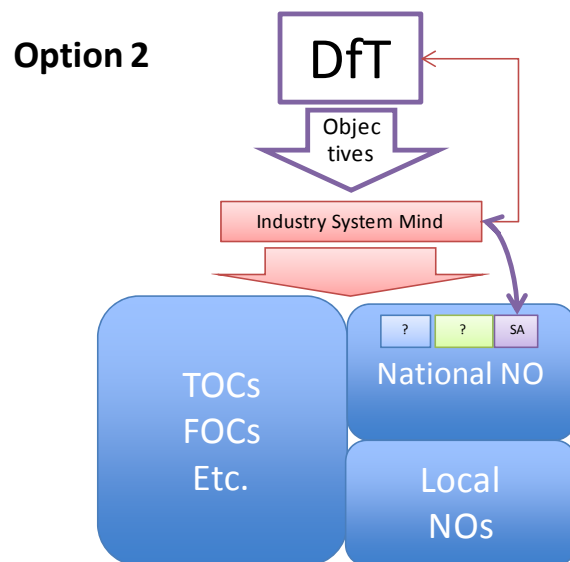 Option 2
DfT
Objec
tives
Industry System Mind
? ? SA
National NO
TOCs
FOCs
Etc.
Local
NOs